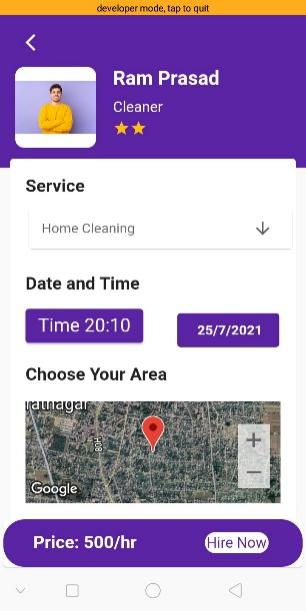 developer mode, tap to quit
Ram Prasad
Cleaner
Service
Home Cleaning
Date and Time
Time 20:10
25/7/2021
Choose Your Area
ratnagar
Google
Price: 500/hr
Hire Now